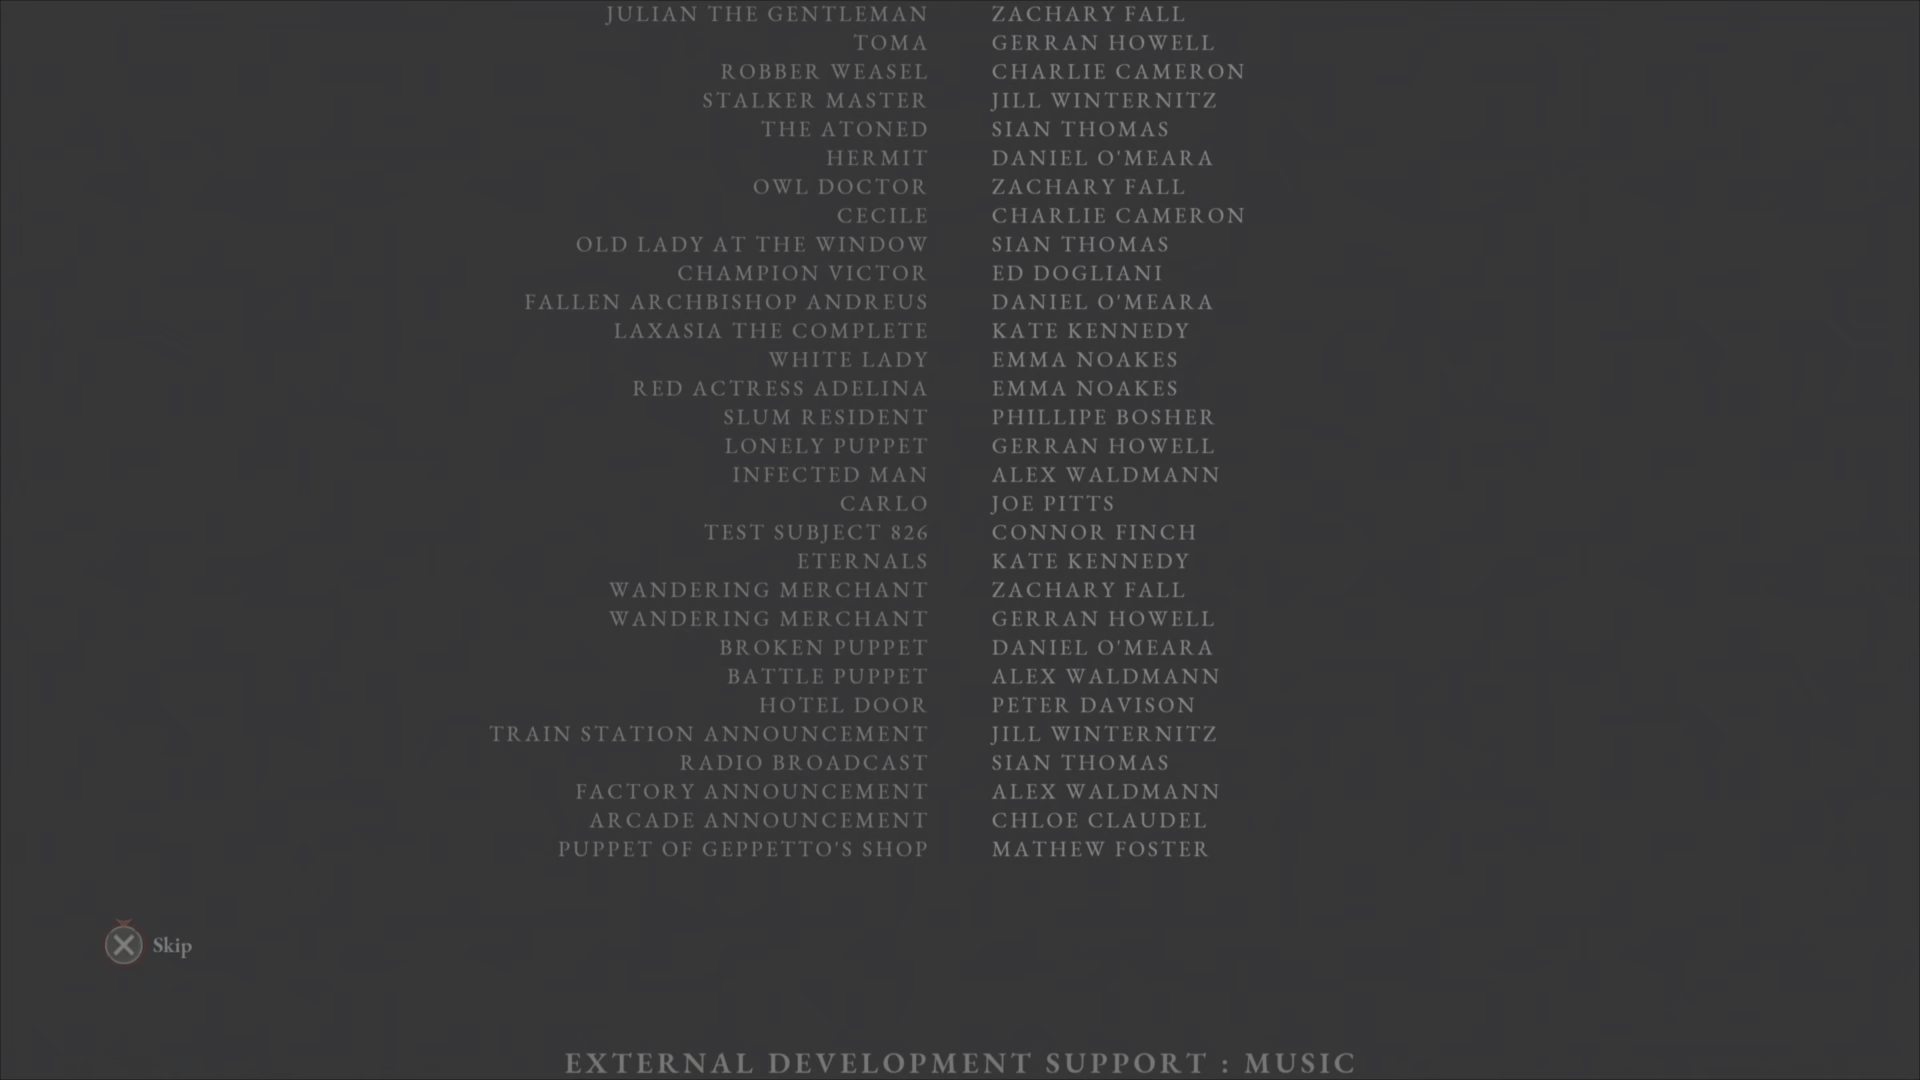 JULIAN THE GENTLEMAN ZACHARY FALL
TOMA GERRAN HOWELL
ROBBER WEASEL CHARLIE CAMERON
STALKER MASTER JILL WINTERNITZ
THE ATONED SIAN THOMAS
HERMIT DANIEL O'MEARA
OWL DOCTOR ZACHARY FALL
CECILE CHARLIE CAMERON
OLD LADY AT THE WINDOW SIAN THOMAS
CHAMPION VICTOR ED DOGLIANI
FALLEN ARCHBISHOP ANDREUS DANIEL O'MEARA
LAXASIA THE COMPLETE KATE KENNEDY
WHITE LADY EMMA NOAKES
RED ACTRESS ADELINA EMMA NOAKES
SLUM RESIDENT PHILLIPE BOSHER
LONELY PUPPET GERRAN HOWELL
INFECTED MAN ALEX WALDMANN
CARLO JOE PITTS
TEST SUBJECT 826 CONNOR FINCH
ETERNALS KATE KENNEDY
WANDERING MERCHANT ZACHARY FALL
WANDERING MERCHANT GERRAN HOWELL
BROKEN PUPPET DANIEL O'MEARA
BATTLE PUPPET ALEX WALDMANN
HOTEL DOOR PETER DAVISON
TRAIN STATION ANNOUNCEMENT JILL WINTERNITZ
RADIO BROADCAST SIAN THOMAS
FACTORY ANNOUNCEMENT ALEX WALDMANN
ARCADE ANNOUNCEMENT CHLOE CLAUDEL
PUPPET OF GEPPETTO'S SHOP MATHEW FOSTER
Skip
EXTERNAL DEVELOPMENT SUPPORT : MUSIC